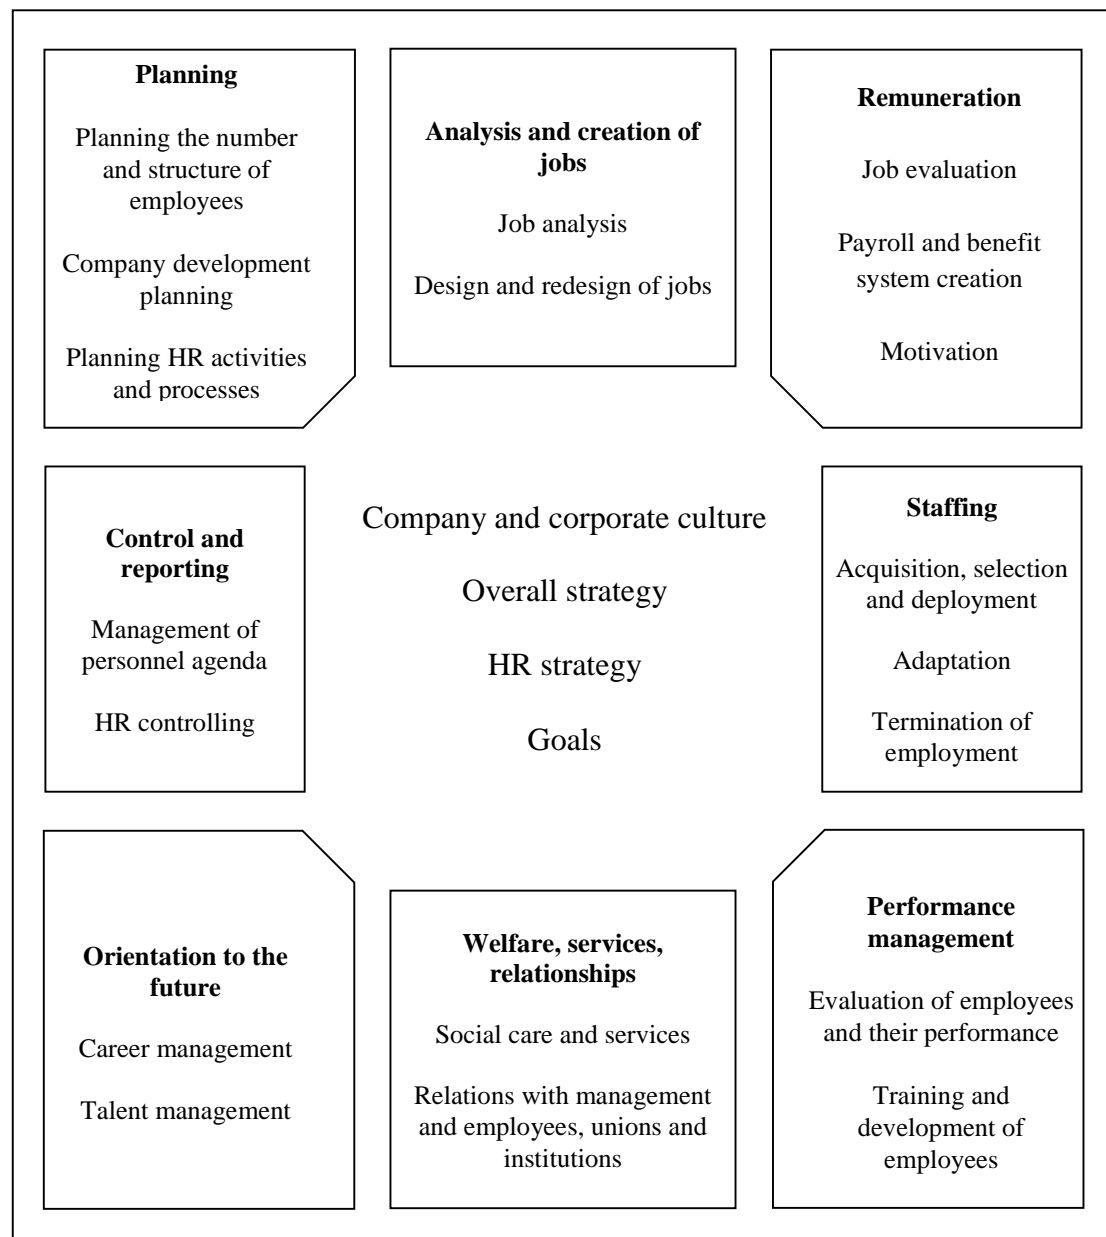 Planning
Planning the number
and structure of
employees
Company development
planning
Planning HR activities
and processes
Analysis and creation of
jobs
Job analysis
Design and redesign of jobs
Remuneration
Job evaluation
Payroll and benefit
system creation
Motivation
Control and
reporting
Management of
personnel agenda
HR controlling
Company and corporate culture
Overall strategy
HR strategy
Goals
Staffing
Acquisition, selection
and deployment
Adaptation
Termination of
employment
Orientation to the
future
Career management
Talent management
Welfare, services,
relationships
Social care and services
Relations with management
and employees, unions and
institutions
Performance
management
Evaluation of employees
and their performance
Training and
development of
employees